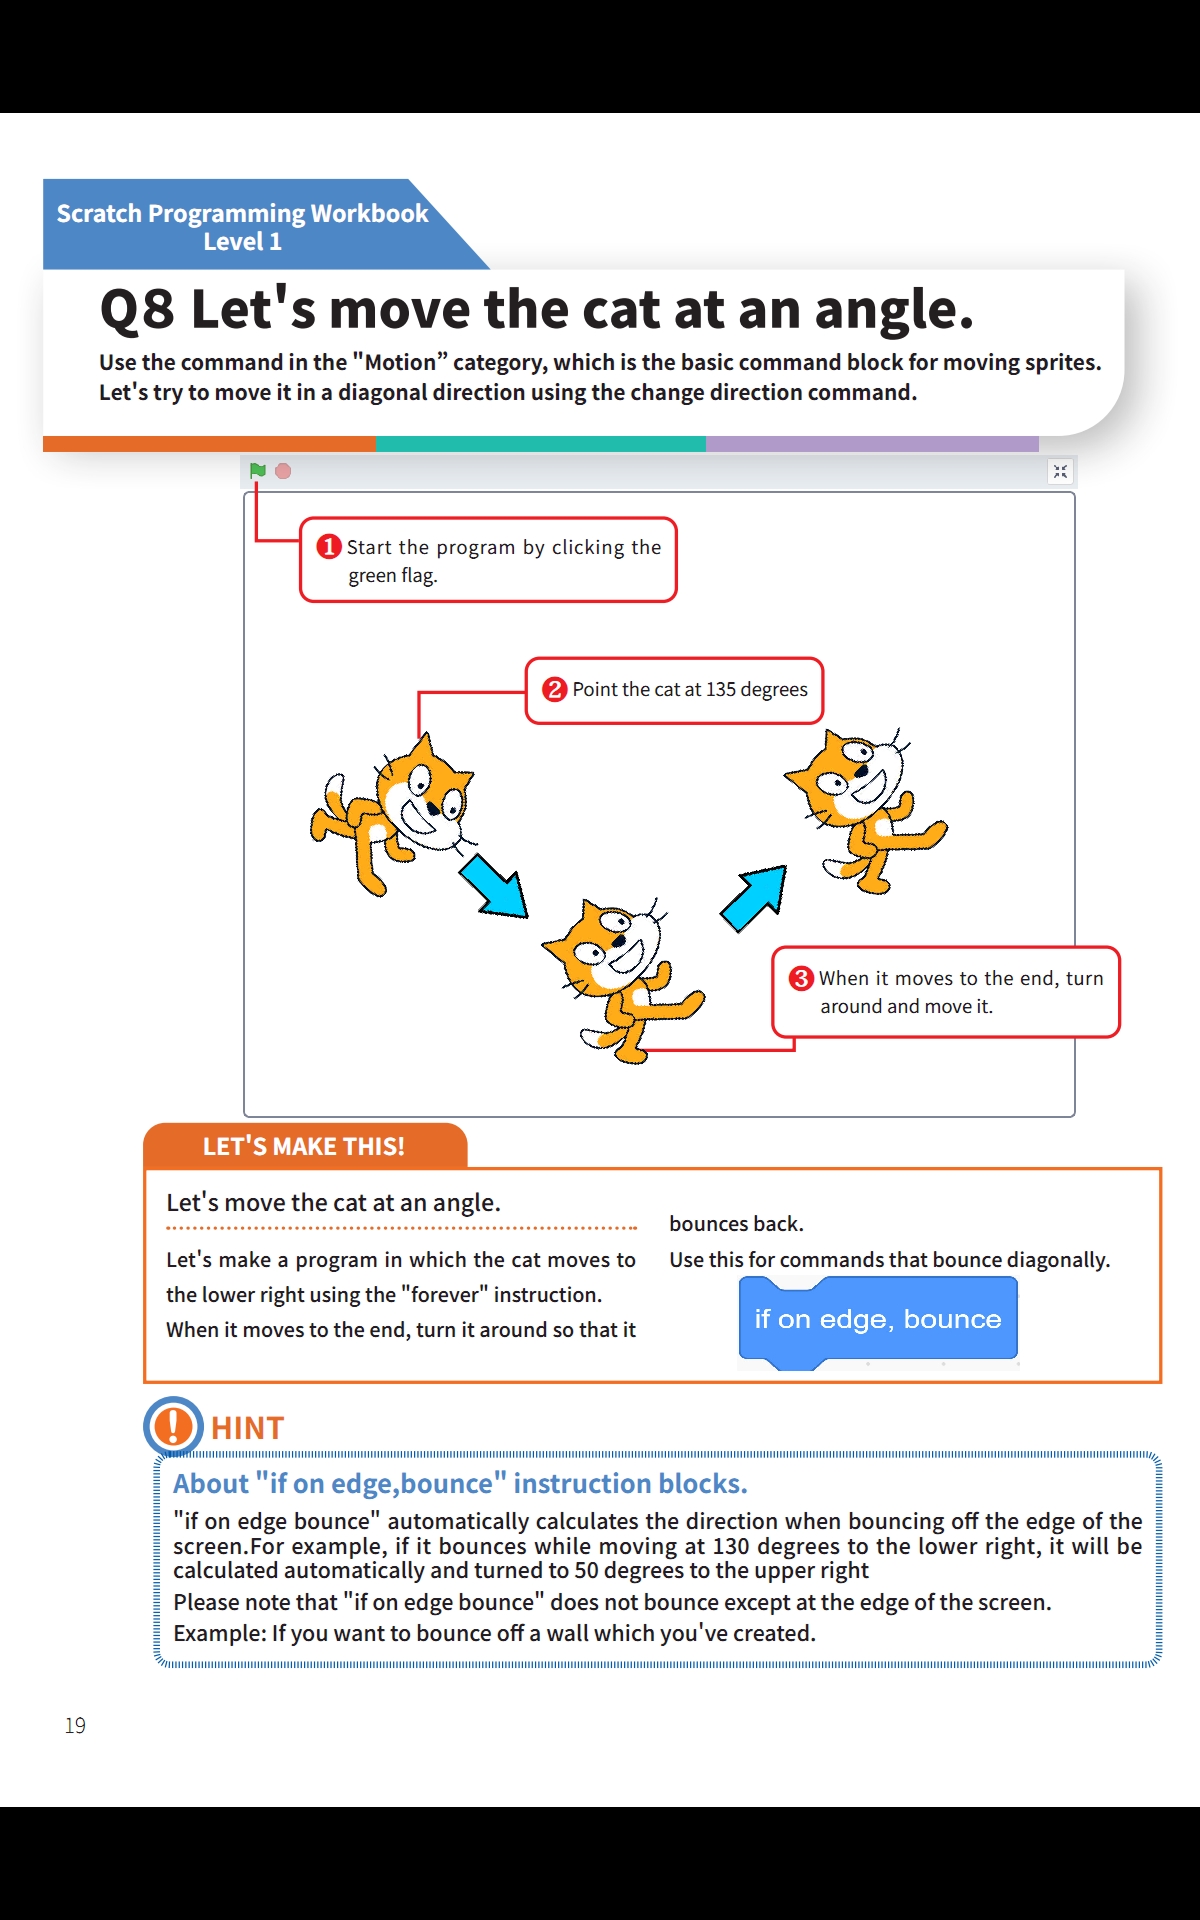 Scratch Programming Workbook
Level 1
Q8 Let's move the cat at an angle.
Use the command in the "Motion” category, which is the basic command block for moving sprites.
Let's try to move it in a diagonal direction using the change direction command.
1 Start the program by clicking the
green flag.
2 Point the cat at 135 degrees
3 When it moves to the end, turn
around and move it.
LET'S MAKE THIS!
Let's move the cat at an angle.
Let's make a program in which the cat moves to
the lower right using the "forever" instruction.
When it moves to the end, turn it around so that it
bounces back.
Use this for commands that bounce diagonally.
if on edge, bounce
HINT
About "if on edge,bounce" instruction blocks.
"if on edge bounce" automatically calculates the direction when bouncing off the edge of the
screen.For example, if it bounces while moving at 130 degrees to the lower right, it will be
calculated automatically and turned to 50 degrees to the upper right
Please note that "if on edge bounce" does not bounce except at the edge of the screen.
Example: If you want to bounce off a wall which you've created.
19